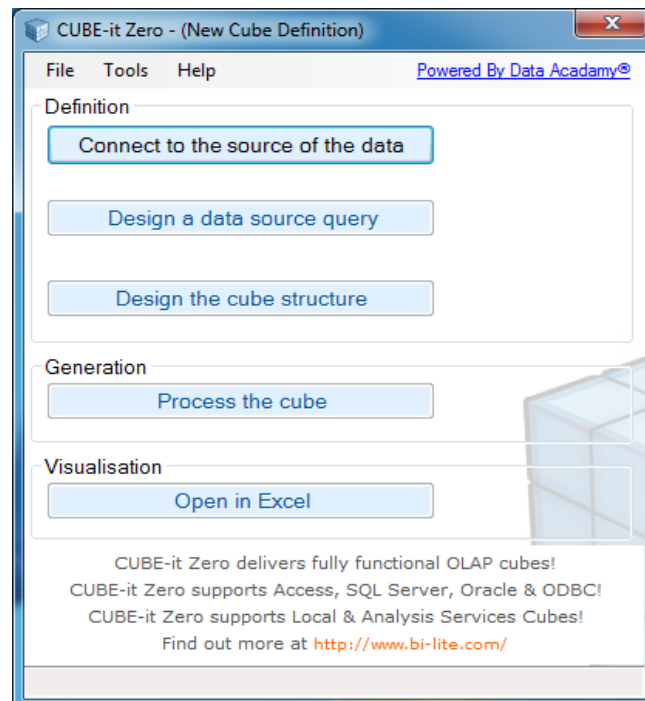 CUBE-it Zero - (New Cube Definition)
File Tools Help Powered By Data Acadamy®
Definition
Connect to the source of the data
Design a data source query
Design the cube structure
Generation
Process the cube
Visualisation
Open in Excel
CUBE-it Zero delivers fully functional OLAP cubes!
CUBE-it Zero supports Access, SQL Server, Oracle & ODBC!
CUBE-it Zero supports Local & Analysis Services Cubes!
Find out more at http://www.bi-lite.com/